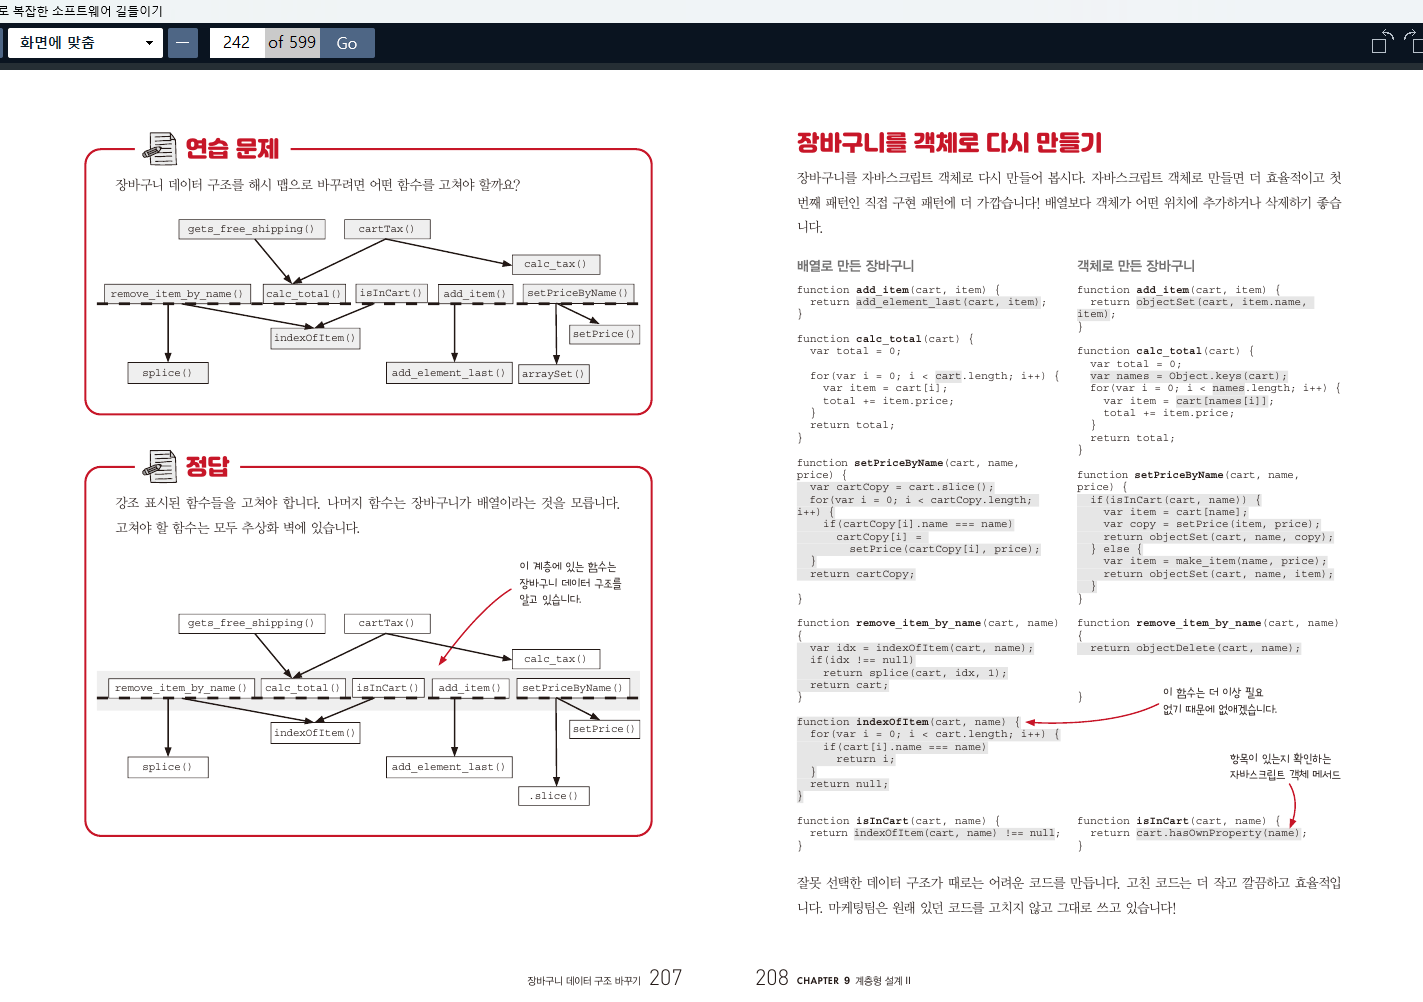 로 복잡한 소프트웨어 길들이기
화면에 맞춤
242 of 599 Go
연습 문제
장바구니 데이터 구조를 해시 맵으로 바꾸려면 어떤 함수를 고쳐야 할까요?
gets_free_shipping()
cartTax()
calc_tax()
remove_item_by_name()
calc_total()
isInCart()
add_item()
setPriceByName()
indexOfItem()
setPrice()
splice()
add_element_last()
arraySet()
정답
강조 표시된 함수들을 고쳐야 합니다. 나머지 함수는 장바구니가 배열이라는 것을 모릅니다.
고쳐야 할 함수는 모두 추상화 벽에 있습니다.
이 계층에 있는 함수는
장바구니 데이터 구조를
알고 있습니다.
gets_free_shipping()
cartTax()
calc_tax()
remove_item_by_name()
calc_total()
isInCart()
add_item()
setPriceByName()
indexOfItem()
setPrice()
splice()
add_element_last()
.slice()
장바구니 데이터 구조 바꾸기 207
장바구니를 객체로 다시 만들기
장바구니를 자바스크립트 객체로 다시 만들어 봅시다. 자바스크립트 객체로 만들면 더 효율적이고 첫
번째 패턴인 직접 구현 패턴에 더 가깝습니다! 배열보다 객체가 어떤 위치에 추가하거나 삭제하기 좋습
니다.
배열로 만든 장바구니
function add_item(cart, item) {
return add_element_last(cart, item);
}
function calc_total(cart) {
var total = 0;
for(var i = 0; i < cart.length; i++) {
var item = cart[i];
total += item.price;
}
return total;
}
function setPriceByName(cart, name,
price) {
var cartCopy = cart.slice();
for(var i = 0; i < cartCopy.length;
i++) {
if(cartCopy[i].name === name)
cartCopy[i] =
setPrice(cartCopy[i], price);
}
return cartCopy;
}
function remove_item_by_name(cart, name)
{
var idx = indexOfItem(cart, name);
if(idx !== null)
return splice(cart, idx, 1);
return cart;
}
function indexOfItem(cart, name) {
for(var i = 0; i < cart.length; i++) {
if(cart[i].name === name)
return i;
}
return null;
}
function isInCart(cart, name) {
return indexOfItem(cart, name) !== null;
}
객체로 만든 장바구니
function add_item(cart, item) {
return objectSet(cart, item.name,
item);
}
function calc_total(cart) {
var total = 0;
var names = Object.keys(cart);
for(var i = 0; i < names.length; i++) {
var item = cart[names[i]];
total += item.price;
}
return total;
}
function setPriceByName(cart, name,
price) {
if(isInCart(cart, name)) {
var item = cart[name];
var copy = setPrice(item, price);
return objectSet(cart, name, copy);
} else {
var item = make_item(name, price);
return objectSet(cart, name, item);
}
}
function remove_item_by_name(cart, name)
{
return objectDelete(cart, name);
}
이 함수는 더 이상 필요
없기 때문에 없애겠습니다.
항목이 있는지 확인하는
자바스크립트 객체 메서드
function isInCart(cart, name) {
return cart.hasOwnProperty(name);
}
잘못 선택한 데이터 구조가 때로는 어려운 코드를 만듭니다. 고친 코드는 더 작고 깔끔하고 효율적입
니다. 마케팅팀은 원래 있던 코드를 고치지 않고 그대로 쓰고 있습니다!
208 CHAPTER 9 계층형 설계 II